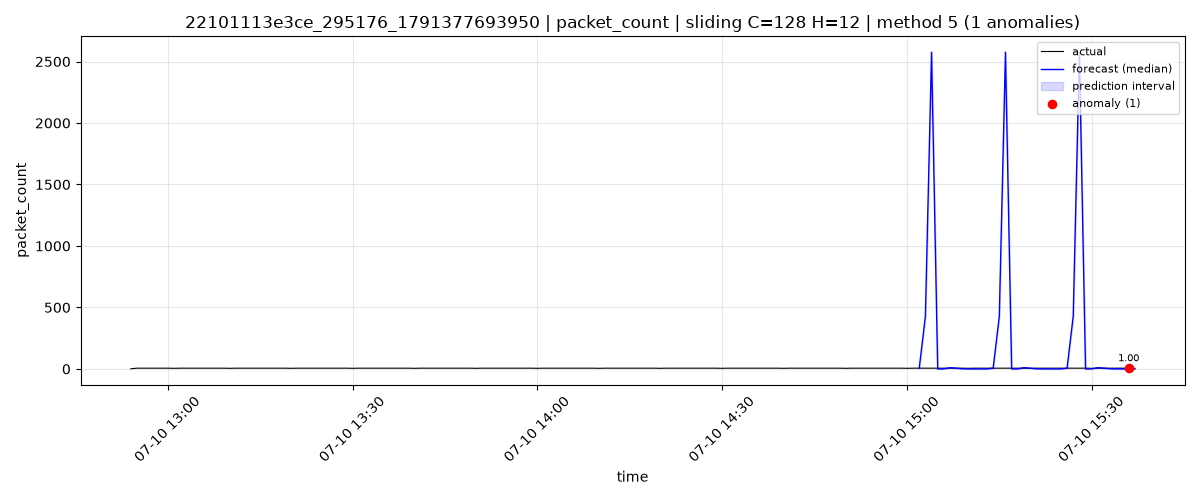 22101113e3ce_295176_1791377693950 | packet_count | sliding C=128 H=12 | method 5 (1 anomalies)
actual
forecast (median)
prediction interval
anomaly (1)
2500
2000
1500
1000
500
0
packet_count
1.00
07-10 13:00
07-10 13:30
07-10 14:00
07-10 14:30
07-10 15:00
07-10 15:30
time